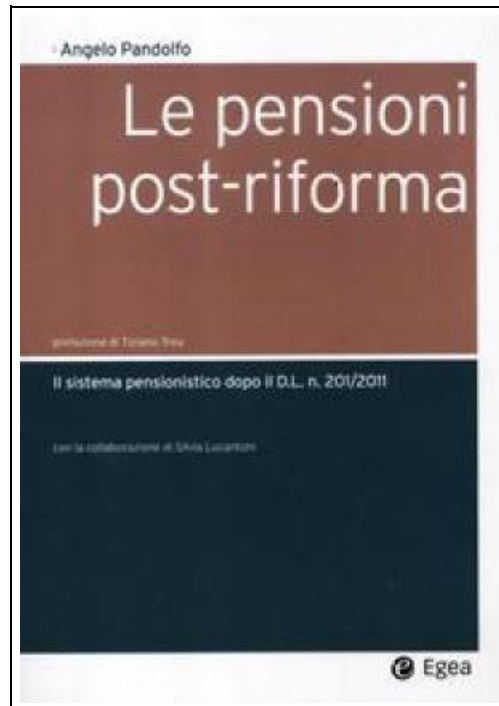 Angelo Pandolfo
Le pensioni
post-riforma
prefazione di Tiziano Treu
Il sistema pensionistico dopo il D.L. n. 201/2011
con la collaborazione di Silvia Lucantoni
Egea